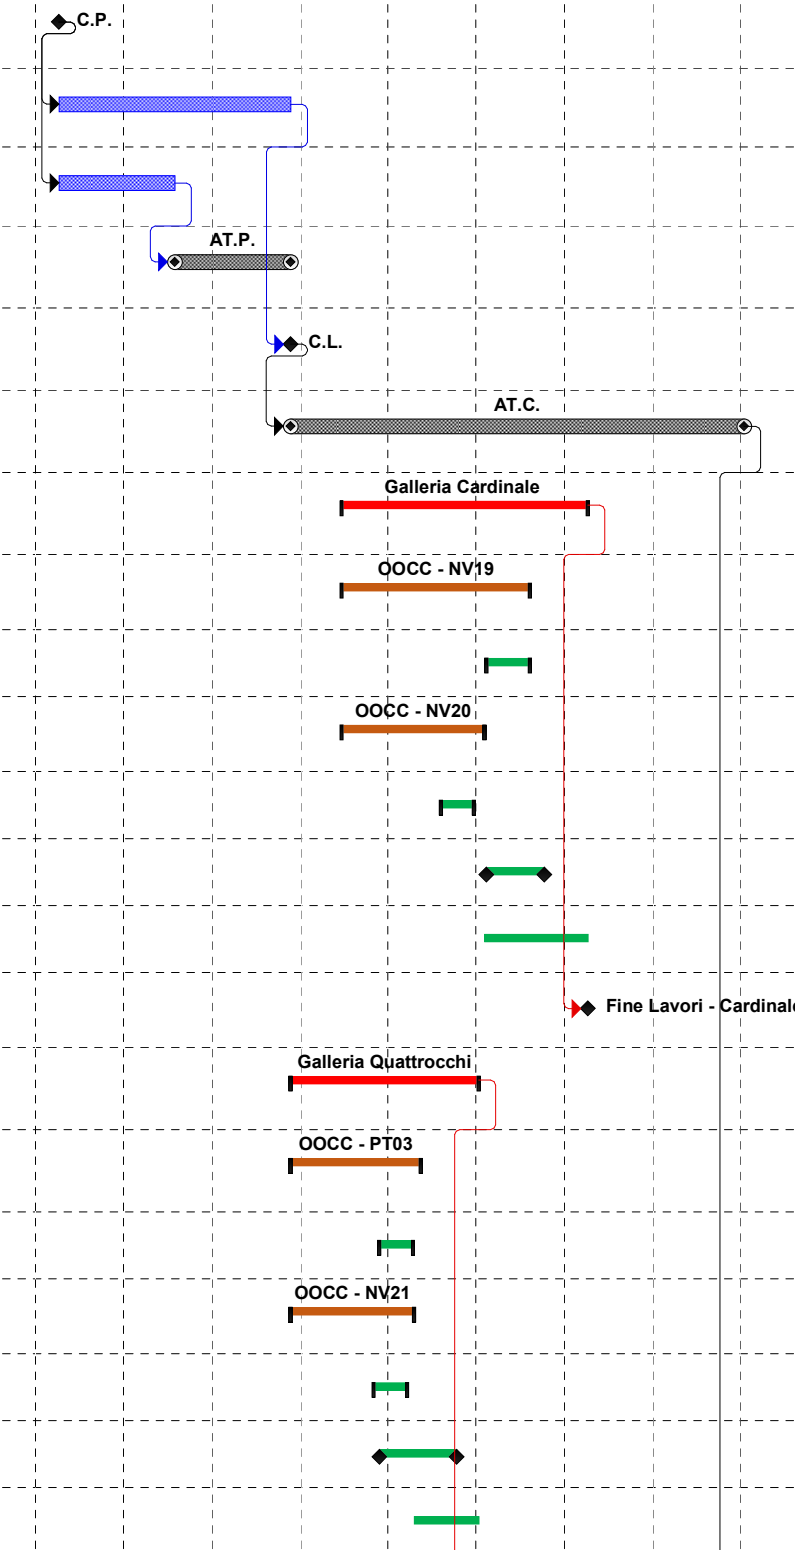 C.P.
AT.P.
C.L.
AT.C.
Galleria Cardinale
OOCC - NV19
OOCC - NV20
Fine Lavori - Cardinale
Galleria Quattrocchi
OOCC - PT03
OOCC - NV21